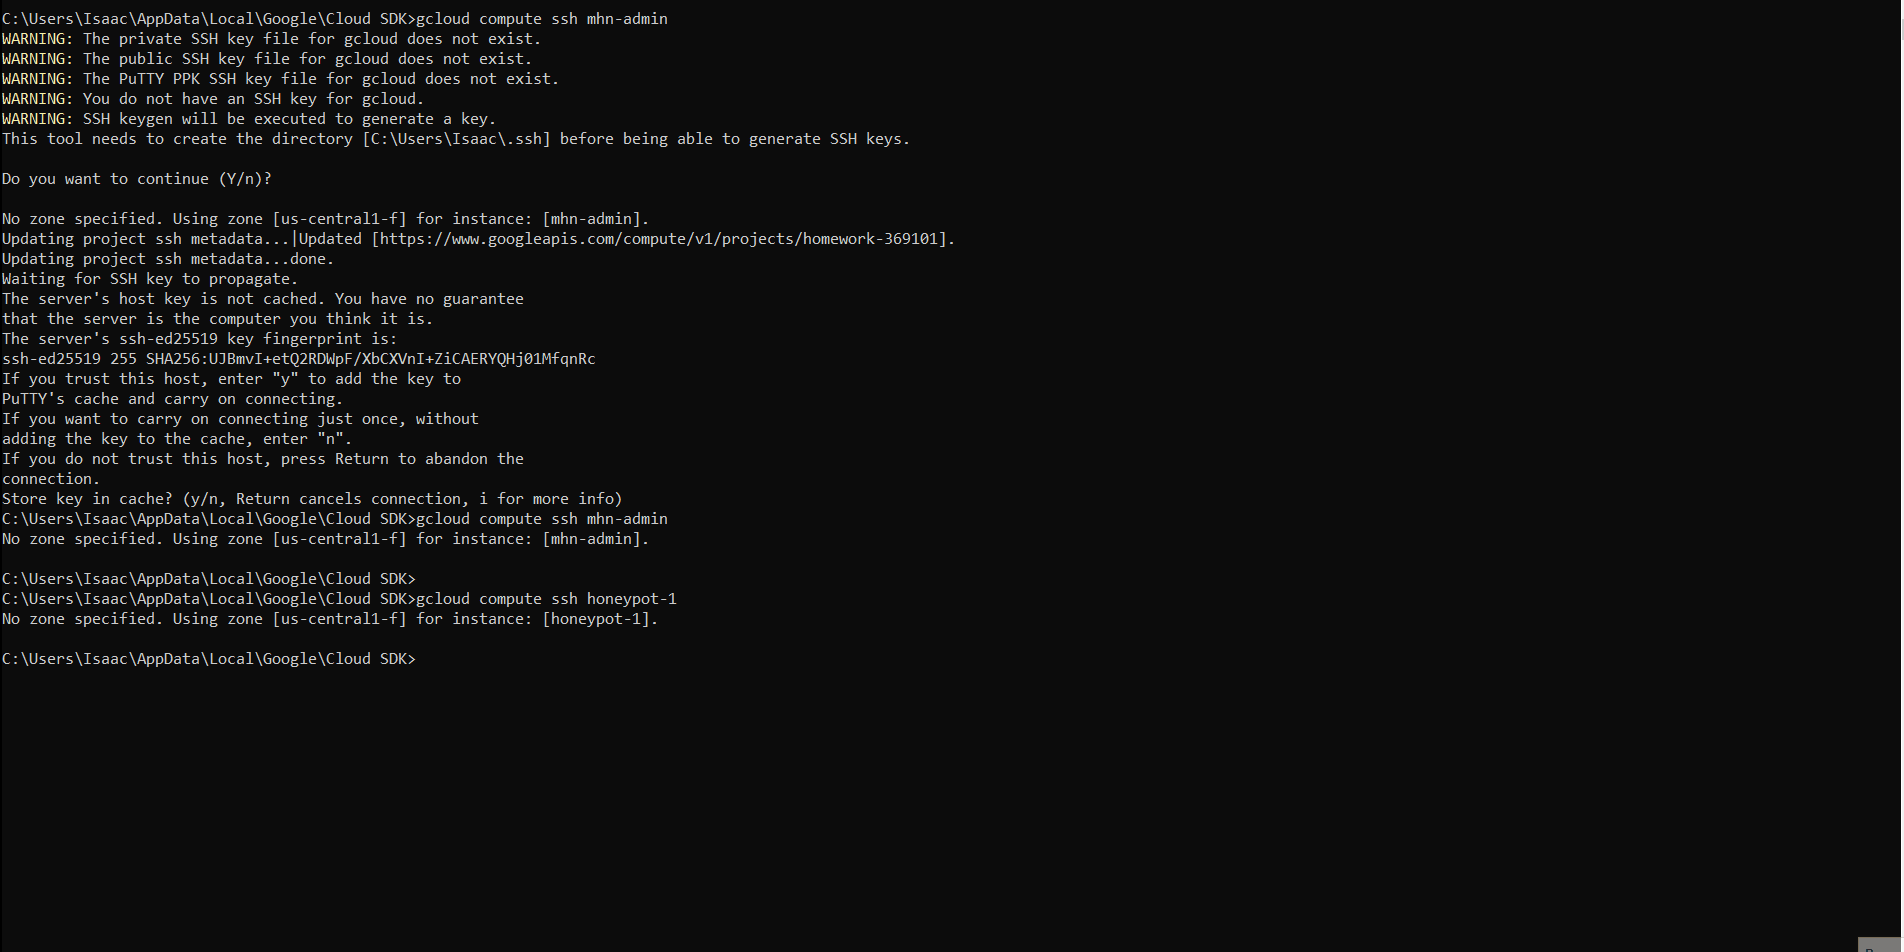 C:\Users\Isaac\AppData\Local\Google\Cloud SDK>gcloud compute ssh mhn-admin
WARNING: The private SSH key file for gcloud does not exist.
WARNING: The public SSH key file for gcloud does not exist.
WARNING: The PuTTY PPK SSH key file for gcloud does not exist.
WARNING: You do not have an SSH key for gcloud.
WARNING: SSH keygen will be executed to generate a key.
This tool needs to create the directory [C:\Users\Isaac\.ssh] before being able to generate SSH keys.
Do you want to continue (Y/n)?
No zone specified. Using zone [us-central1-f] for instance: [mhn-admin].
Updating project ssh metadata...|Updated [https://www.googleapis.com/compute/v1/projects/homework-369101].
Updating project ssh metadata...done.
Waiting for SSH key to propagate.
The server's host key is not cached. You have no guarantee
that the server is the computer you think it is.
The server's ssh-ed25519 key fingerprint is:
ssh-ed25519 255 SHA256:UJBmvI+etQ2RDWpF/XbCXVnI+ZiCAERYQHj01MfqnRc
If you trust this host, enter "y" to add the key to
PuTTY's cache and carry on connecting.
If you want to carry on connecting just once, without
adding the key to the cache, enter "n".
If you do not trust this host, press Return to abandon the
connection.
Store key in cache? (y/n, Return cancels connection, i for more info)
C:\Users\Isaac\AppData\Local\Google\Cloud SDK>gcloud compute ssh mhn-admin
No zone specified. Using zone [us-central1-f] for instance: [mhn-admin].
C:\Users\Isaac\AppData\Local\Google\Cloud SDK>
C:\Users\Isaac\AppData\Local\Google\Cloud SDK>gcloud compute ssh honeypot-1
No zone specified. Using zone [us-central1-f] for instance: [honeypot-1].
C:\Users\Isaac\AppData\Local\Google\Cloud SDK>